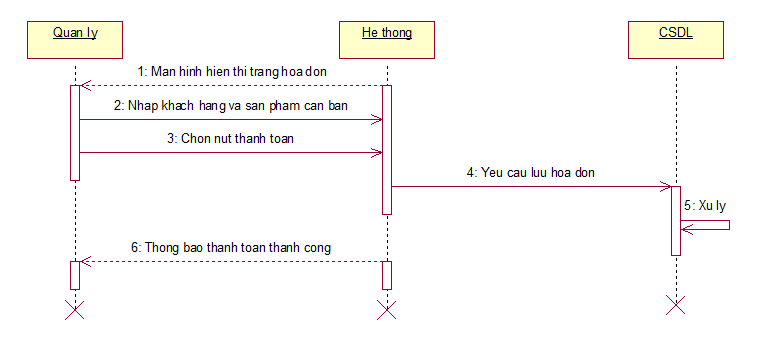 Quan ly
He thong
CSDL
1: Man hinh hien thi trang hoa don
2: Nhap khach hang va san pham can ban
3: Chon nut thanh toan
4: Yeu cau luu hoa don
5: Xu ly
6: Thong bao thanh toan thanh cong